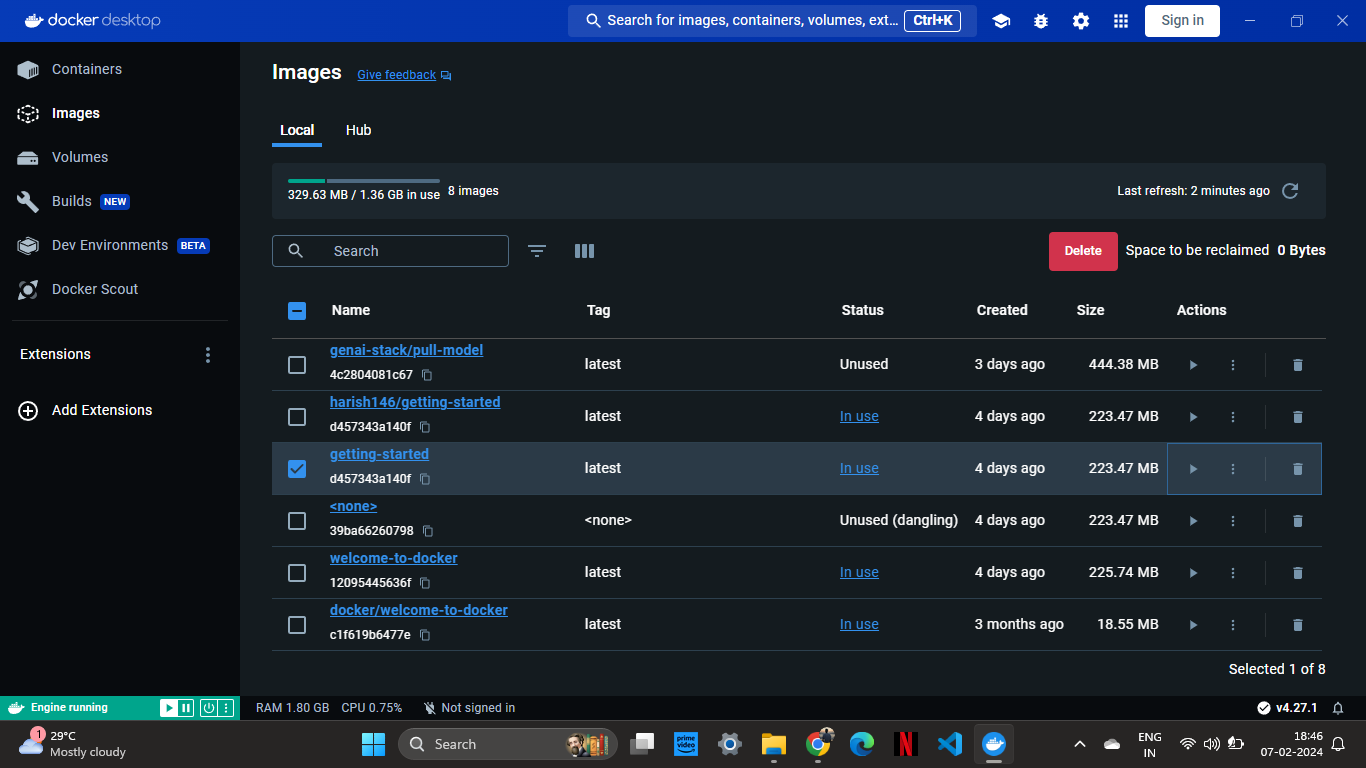 docker desktop
Search for images, containers, volumes, ext... Ctrl+K
Sign in
Containers
Images
Volumes
Builds NEW
Dev Environments BETA
Docker Scout
Extensions
Add Extensions
Images Give feedback
Local Hub
329.63 MB / 1.36 GB in use 8 images
Last refresh: 2 minutes ago
Search
Delete Space to be reclaimed 0 Bytes
Name Tag Status Created Size Actions
genai-stack/pull-model
4c2804081c67 latest Unused 3 days ago 444.38 MB
harish146/getting-started
d457343a140f latest In use 4 days ago 223.47 MB
getting-started
d457343a140f latest In use 4 days ago 223.47 MB
<none>
39ba66260798 <none> Unused (dangling) 4 days ago 223.47 MB
welcome-to-docker
12095445636f latest In use 4 days ago 225.74 MB
docker/welcome-to-docker
c1f619b6477e latest In use 3 months ago 18.55 MB
Selected 1 of 8
Engine running RAM 1.80 GB CPU 0.75% Not signed in v4.27.1
1
29°C
Mostly cloudy
Search
prime video
N
ENG
IN
18:46
07-02-2024